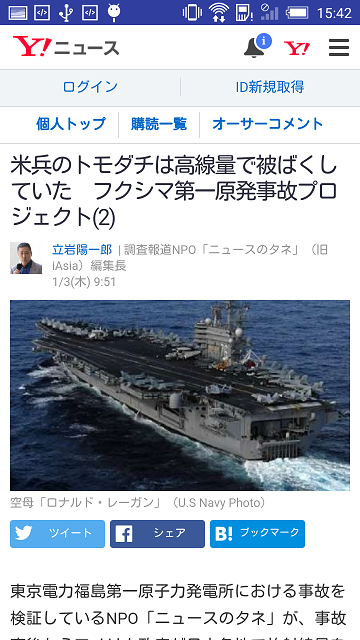 15:42
Y!ニュース
ログイン
ID新規取得
個人トップ
購読一覧
オーサーコメント
米兵のトモダチは高線量で被ばくし
ていた　フクシマ第一原発事故プロ
ジェクト(2)
立岩陽一郎 | 調査報道NPO「ニュースのタネ」（旧
iAsia）編集長
1/3(木) 9:51
空母「ロナルド・レーガン」（U.S Navy Photo）
ツイート
シェア
B! ブックマーク
東京電力福島第一原子力発電所における事故を
検証しているNPO「ニュースのタネ」が、事故